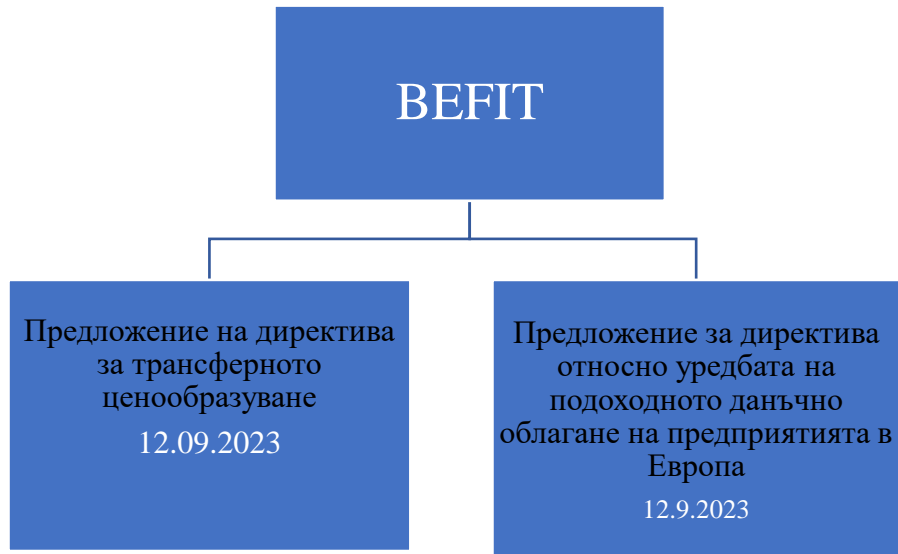 BEFIT
Предложение на директива
за трансферното
ценообразуване
12.09.2023
Предложение за директива
относно уредбата на
подоходното данъчно
облагане на предприятията в
Европа
12.9.2023